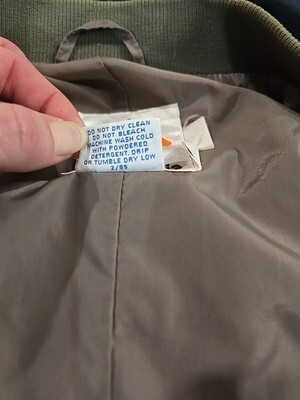 DO NOT DRY CLEAN
DO NOT BLEACH
MACHINE WASH COLD
WITH POWDERED
DETERGENT. DRIP
OR TUMBLE DRY LOW
2/85